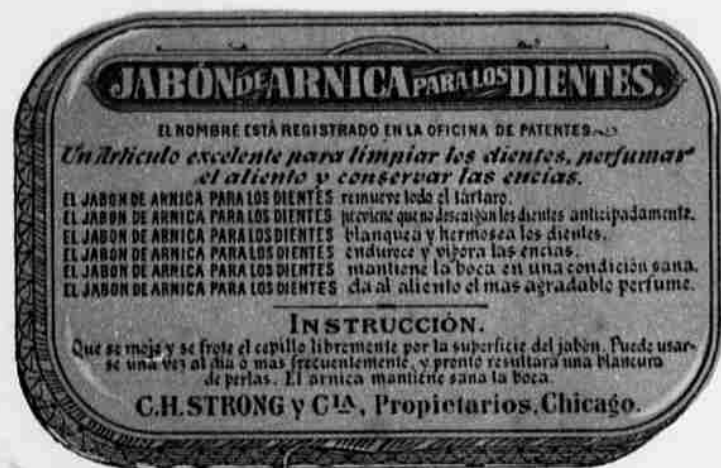 JABÓN DE ARNICA PARA LOS DIENTES.
EL NOMBRE ESTÁ REGISTRADO EN LA OFICINA DE PATENTES
Un Artículo excelente para limpiar los dientes, perfumar
el aliento y conservar las encías.
EL JABON DE ARNICA PARA LOS DIENTES remueve todo el tártaro.
EL JABON DE ARNICA PARA LOS DIENTES previene que no descaigan los dientes anticipadamente.
EL JABON DE ARNICA PARA LOS DIENTES blanquea y hermosea los dientes.
EL JABON DE ARNICA PARA LOS DIENTES endurece y vigora las encías.
EL JABON DE ARNICA PARA LOS DIENTES mantiene la boca en una condición sana.
EL JABON DE ARNICA PARA LOS DIENTES da al aliento el mas agradable perfume.
INSTRUCCIÓN.
Que se moje y se frote el cepillo libremente por la superficie del jabón. Puede usar-
se una vez al dia ó mas frecuentemente, y pronto resultara una blancura
de perlas. El arnica mantiene sana la boca.
C.H. STRONG y CIA, Propietarios, Chicago.